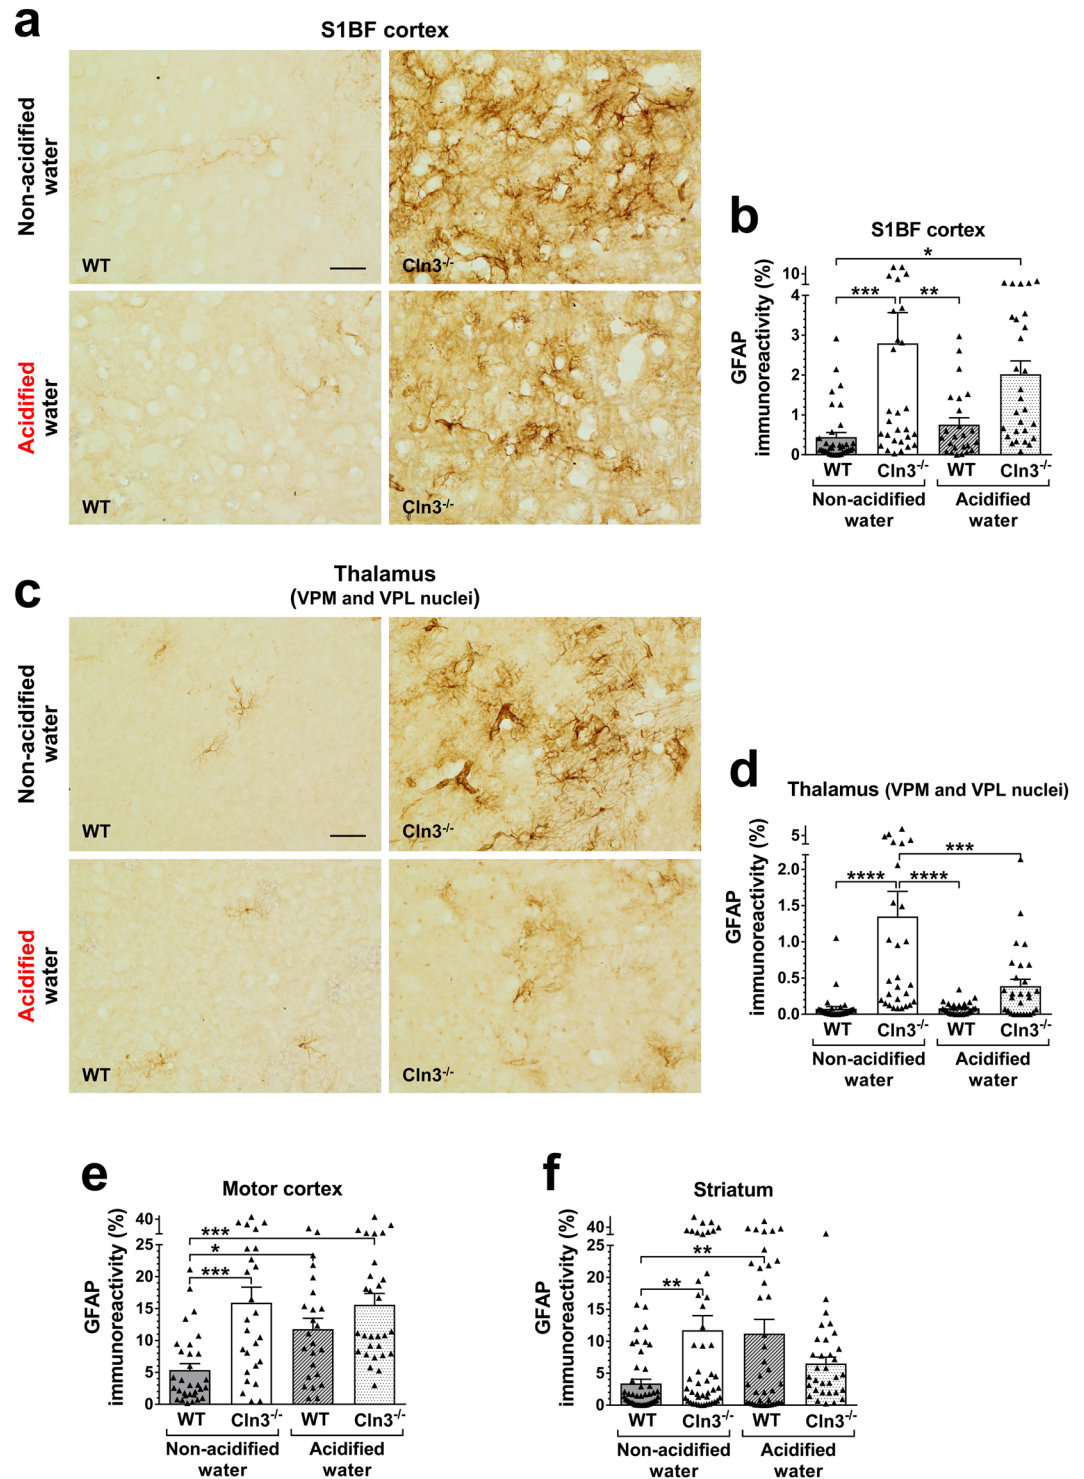 a
S1BF cortex
Non-acidified
water
WT
Cln3-/-
Acidified
water
WT
Cln3-/-
b
S1BF cortex
GFAP
immunoreactivity (%)
10
4
3
2
1
0
*
***
**
WT
Cln3-/-
WT
Cln3-/-
Non-acidified
water
Acidified
water
c
Thalamus
(VPM and VPL nuclei)
Non-acidified
water
WT
Cln3-/-
Acidified
water
WT
Cln3-/-
d
Thalamus (VPM and VPL nuclei)
GFAP
immunoreactivity (%)
5
2.0
1.5
1.0
0.5
0.0
***
****
****
WT
Cln3-/-
WT
Cln3-/-
Non-acidified
water
Acidified
water
e
Motor cortex
GFAP
immunoreactivity (%)
40
25
20
15
10
5
0
***
*
***
WT
Cln3-/-
WT
Cln3-/-
Non-acidified
water
Acidified
water
f
Striatum
GFAP
immunoreactivity (%)
40
25
20
15
10
5
0
**
**
WT
Cln3-/-
WT
Cln3-/-
Non-acidified
water
Acidified
water